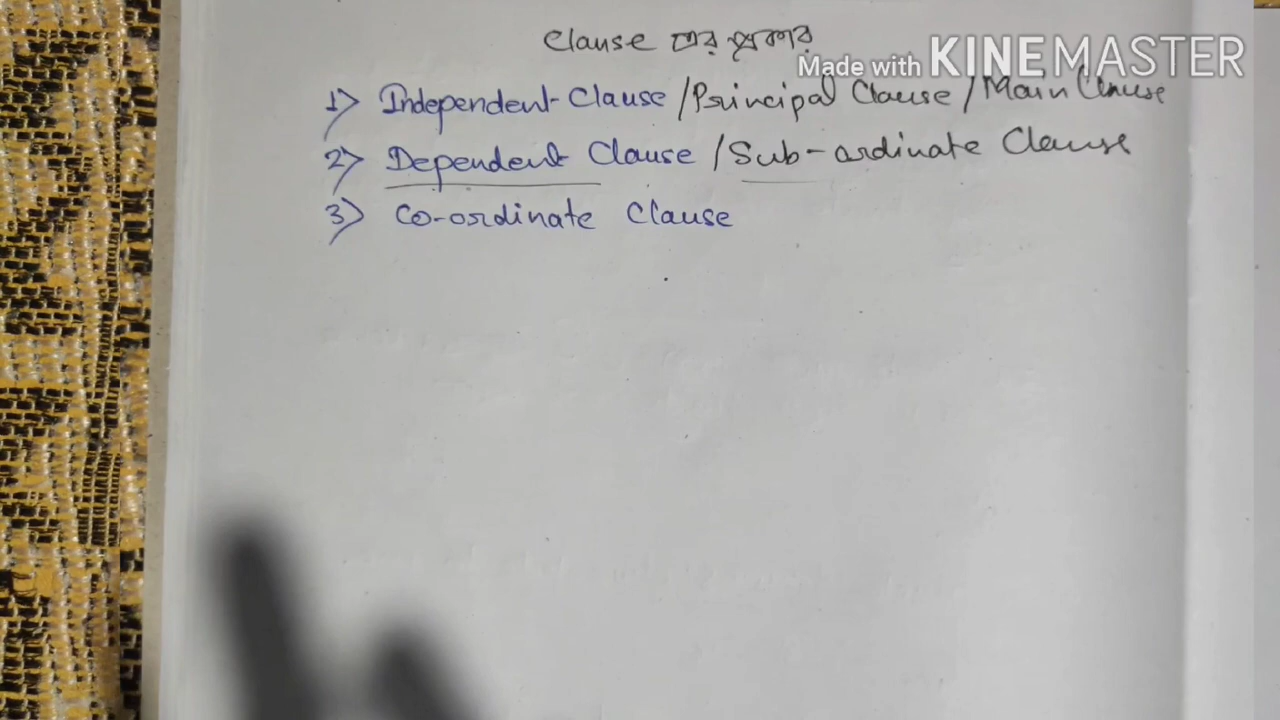 Clause এর প্রকার
Made with KINEMASTER
1) Independent Clause / Principal Clause / Main Clause
2) Dependent Clause / Sub-ordinate Clause
3) Co-ordinate Clause